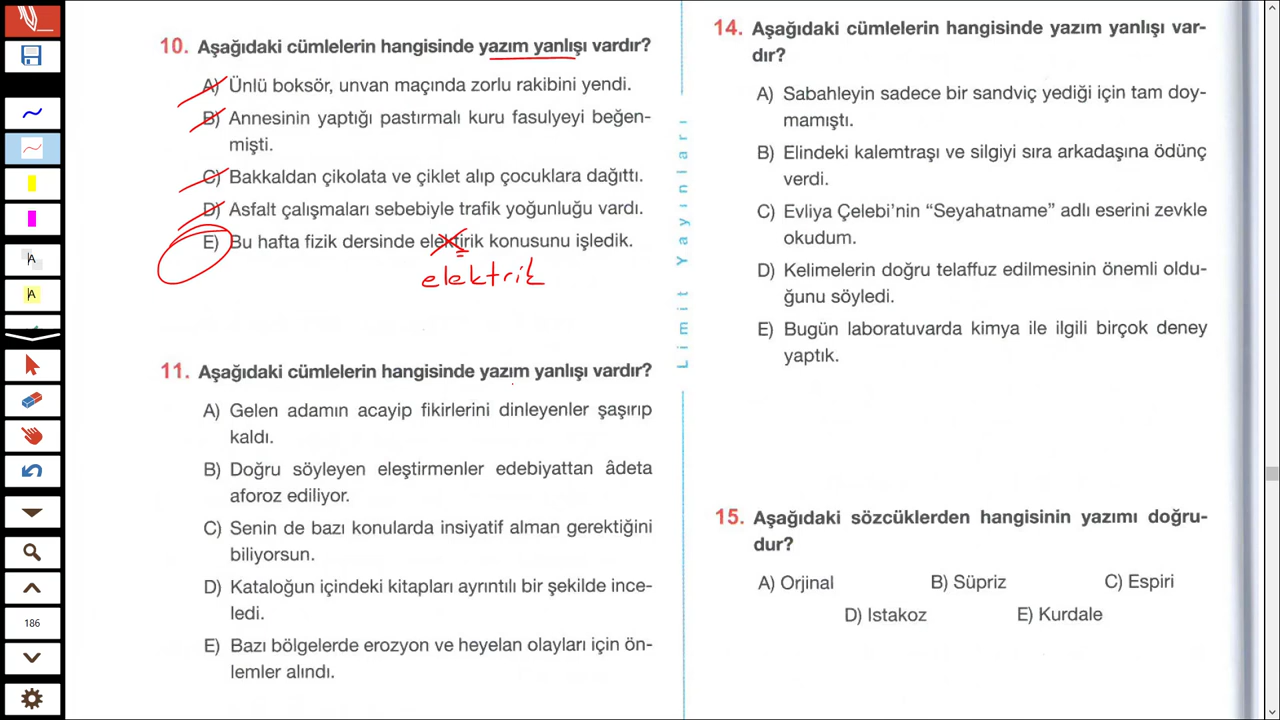 10. Aşağıdaki cümlelerin hangisinde yazım yanlışı vardır?
A) Ünlü boksör, unvan maçında zorlu rakibini yendi.
B) Annesinin yaptığı pastırmalı kuru fasulyeyi beğen-
mişti.
C) Bakkaldan çikolata ve çiklet alıp çocuklara dağıttı.
D) Asfalt çalışmaları sebebiyle trafik yoğunluğu vardı.
E) Bu hafta fizik dersinde elektirik konusunu işledik.
elektrik
11. Aşağıdaki cümlelerin hangisinde yazım yanlışı vardır?
A) Gelen adamın acayip fikirlerini dinleyenler şaşırıp
kaldı.
B) Doğru söyleyen eleştirmenler edebiyattan âdeta
aforoz ediliyor.
C) Senin de bazı konularda insiyatif alman gerektiğini
biliyorsun.
D) Kataloğun içindeki kitapları ayrıntılı bir şekilde ince-
ledi.
E) Bazı bölgelerde erozyon ve heyelan olayları için ön-
lemler alındı.
Limit Yayınları
14. Aşağıdaki cümlelerin hangisinde yazım yanlışı var-
dır?
A) Sabahleyin sadece bir sandviç yediği için tam doy-
mamıştı.
B) Elindeki kalemtraşı ve silgiyi sıra arkadaşına ödünç
verdi.
C) Evliya Çelebi'nin “Seyahatname” adlı eserini zevkle
okudum.
D) Kelimelerin doğru telaffuz edilmesinin önemli oldu-
ğunu söyledi.
E) Bugün laboratuvarda kimya ile ilgili birçok deney
yaptık.
15. Aşağıdaki sözcüklerden hangisinin yazımı doğru-
dur?
A) Orjinal B) Süpriz C) Espiri
D) Istakoz E) Kurdale
A
A
186